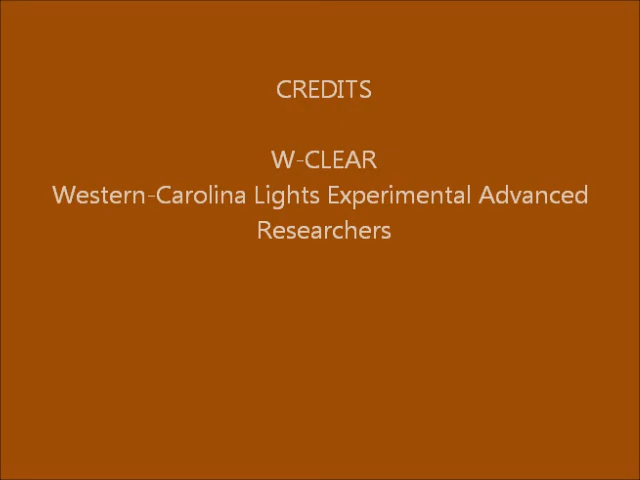 CREDITS
W-CLEAR
Western-Carolina Lights Experimental Advanced
Researchers